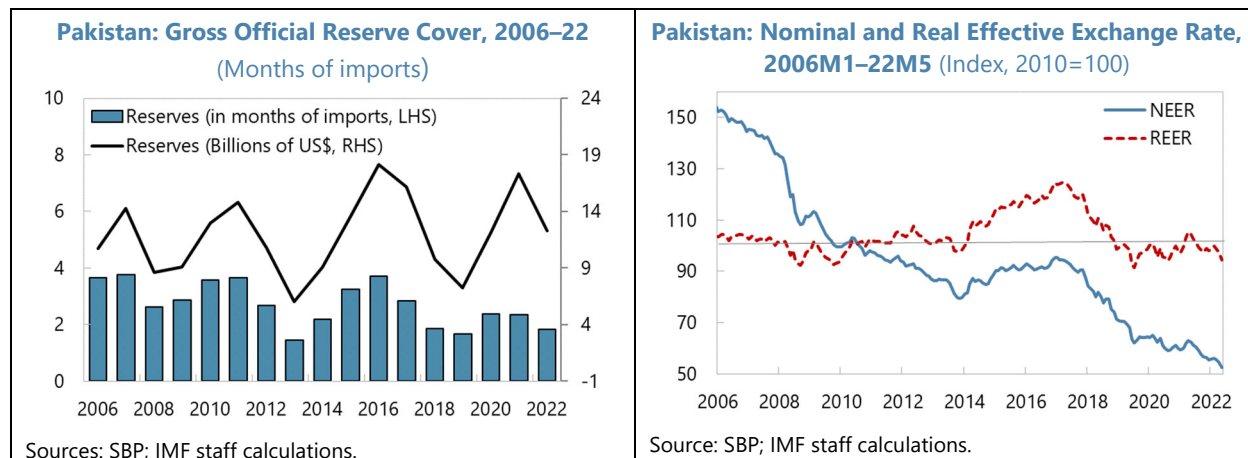 Pakistan: Gross Official Reserve Cover, 2006–22
(Months of imports)
10
8
6
4
2
0
24
19
14
9
4
-1
Reserves (in months of imports, LHS)
Reserves (Billions of US$, RHS)
2006 2008 2010 2012 2014 2016 2018 2020 2022
Sources: SBP; IMF staff calculations.
Pakistan: Nominal and Real Effective Exchange Rate,
2006M1–22M5 (Index, 2010=100)
150
130
110
90
70
50
NEER
REER
2006 2008 2010 2012 2014 2016 2018 2020 2022
Source: SBP; IMF staff calculations.